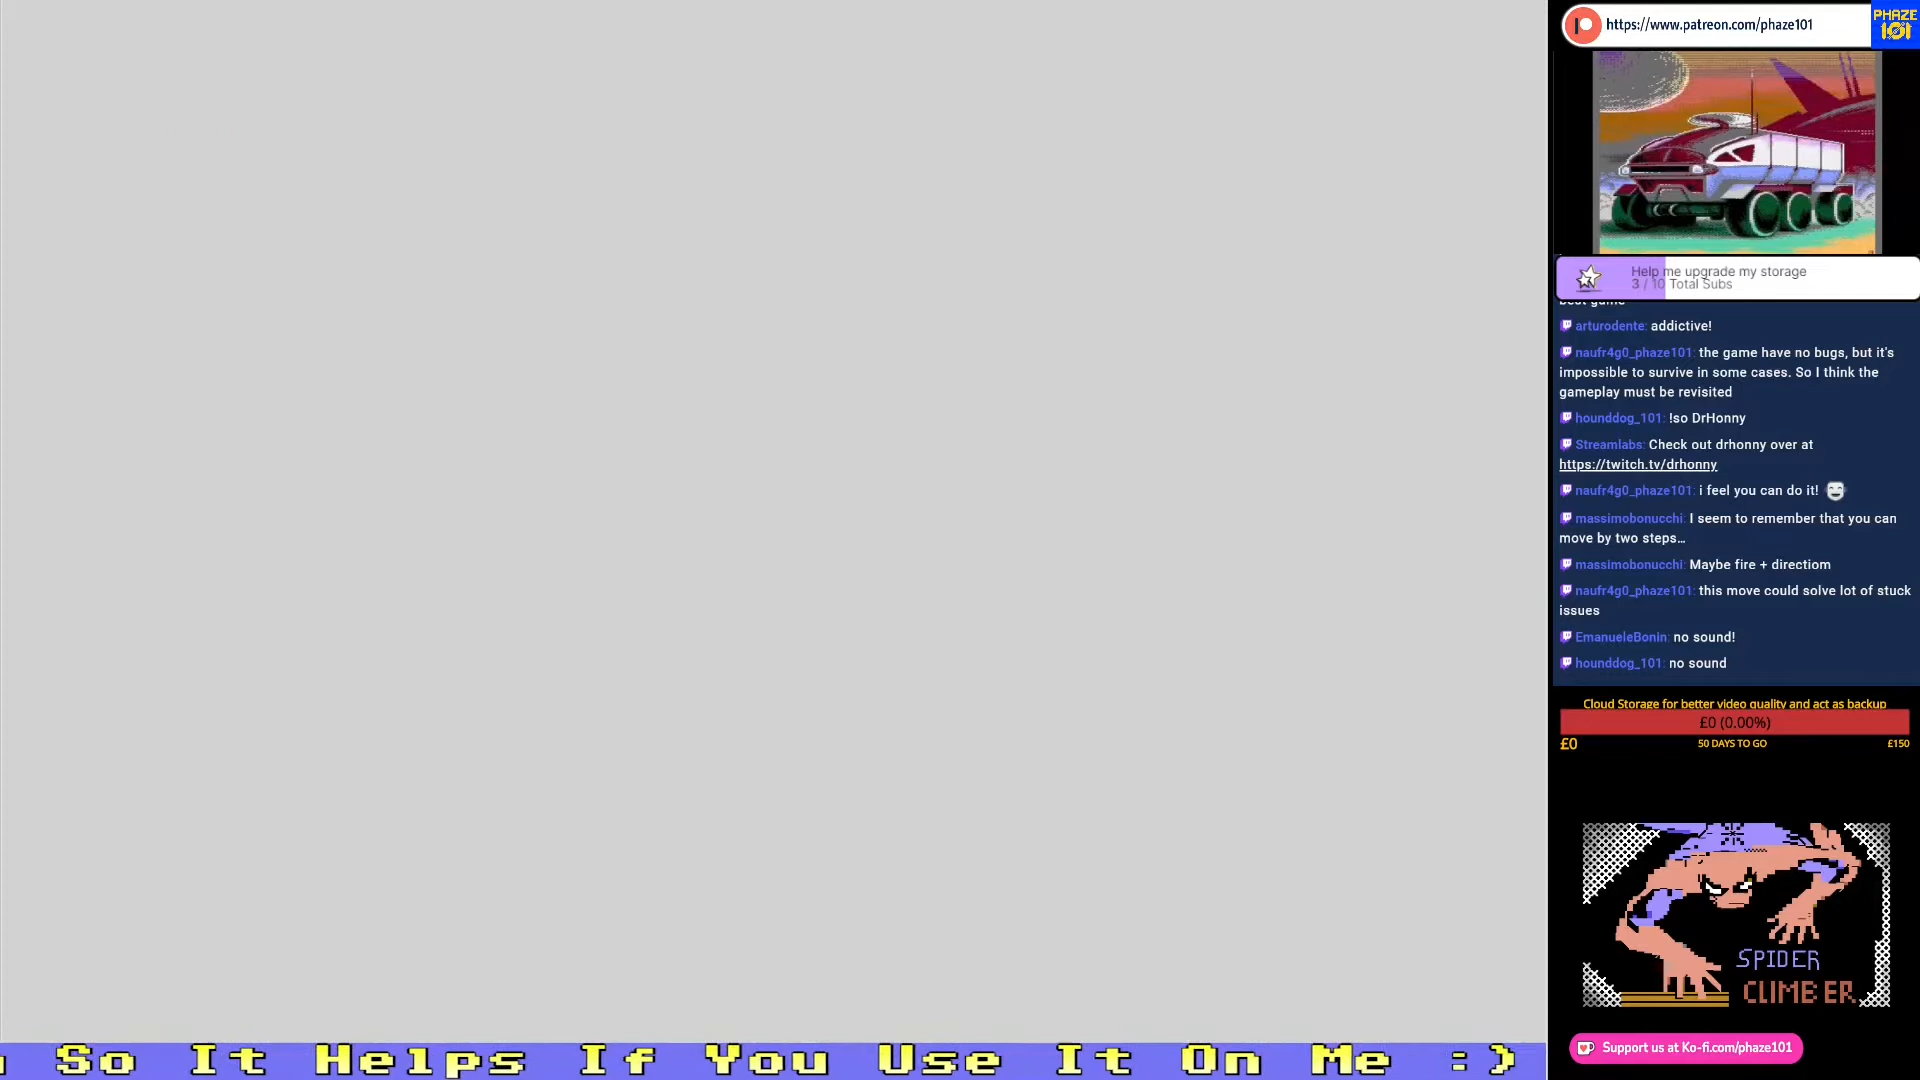 https://www.patreon.com/phaze101
PHAZE
101
Help me upgrade my storage
3 / 10 Total Subs
best game
arturodente: addictive!
naufr4g0_phaze101: the game have no bugs, but it's
impossible to survive in some cases. So I think the
gameplay must be revisited
hounddog_101: !so DrHonny
Streamlabs: Check out drhonny over at
https://twitch.tv/drhonny
naufr4g0_phaze101: i feel you can do it!
massimobonucchi: I seem to remember that you can
move by two steps…
massimobonucchi: Maybe fire + directiom
naufr4g0_phaze101: this move could solve lot of stuck
issues
EmanueleBonin: no sound!
hounddog_101: no sound
Cloud Storage for better video quality and act as backup
£0 (0.00%)
£0 50 DAYS TO GO £150
SPIDER
CLIMBER
Support us at Ko-fi.com/phaze101
So It Helps If You Use It On Me :)